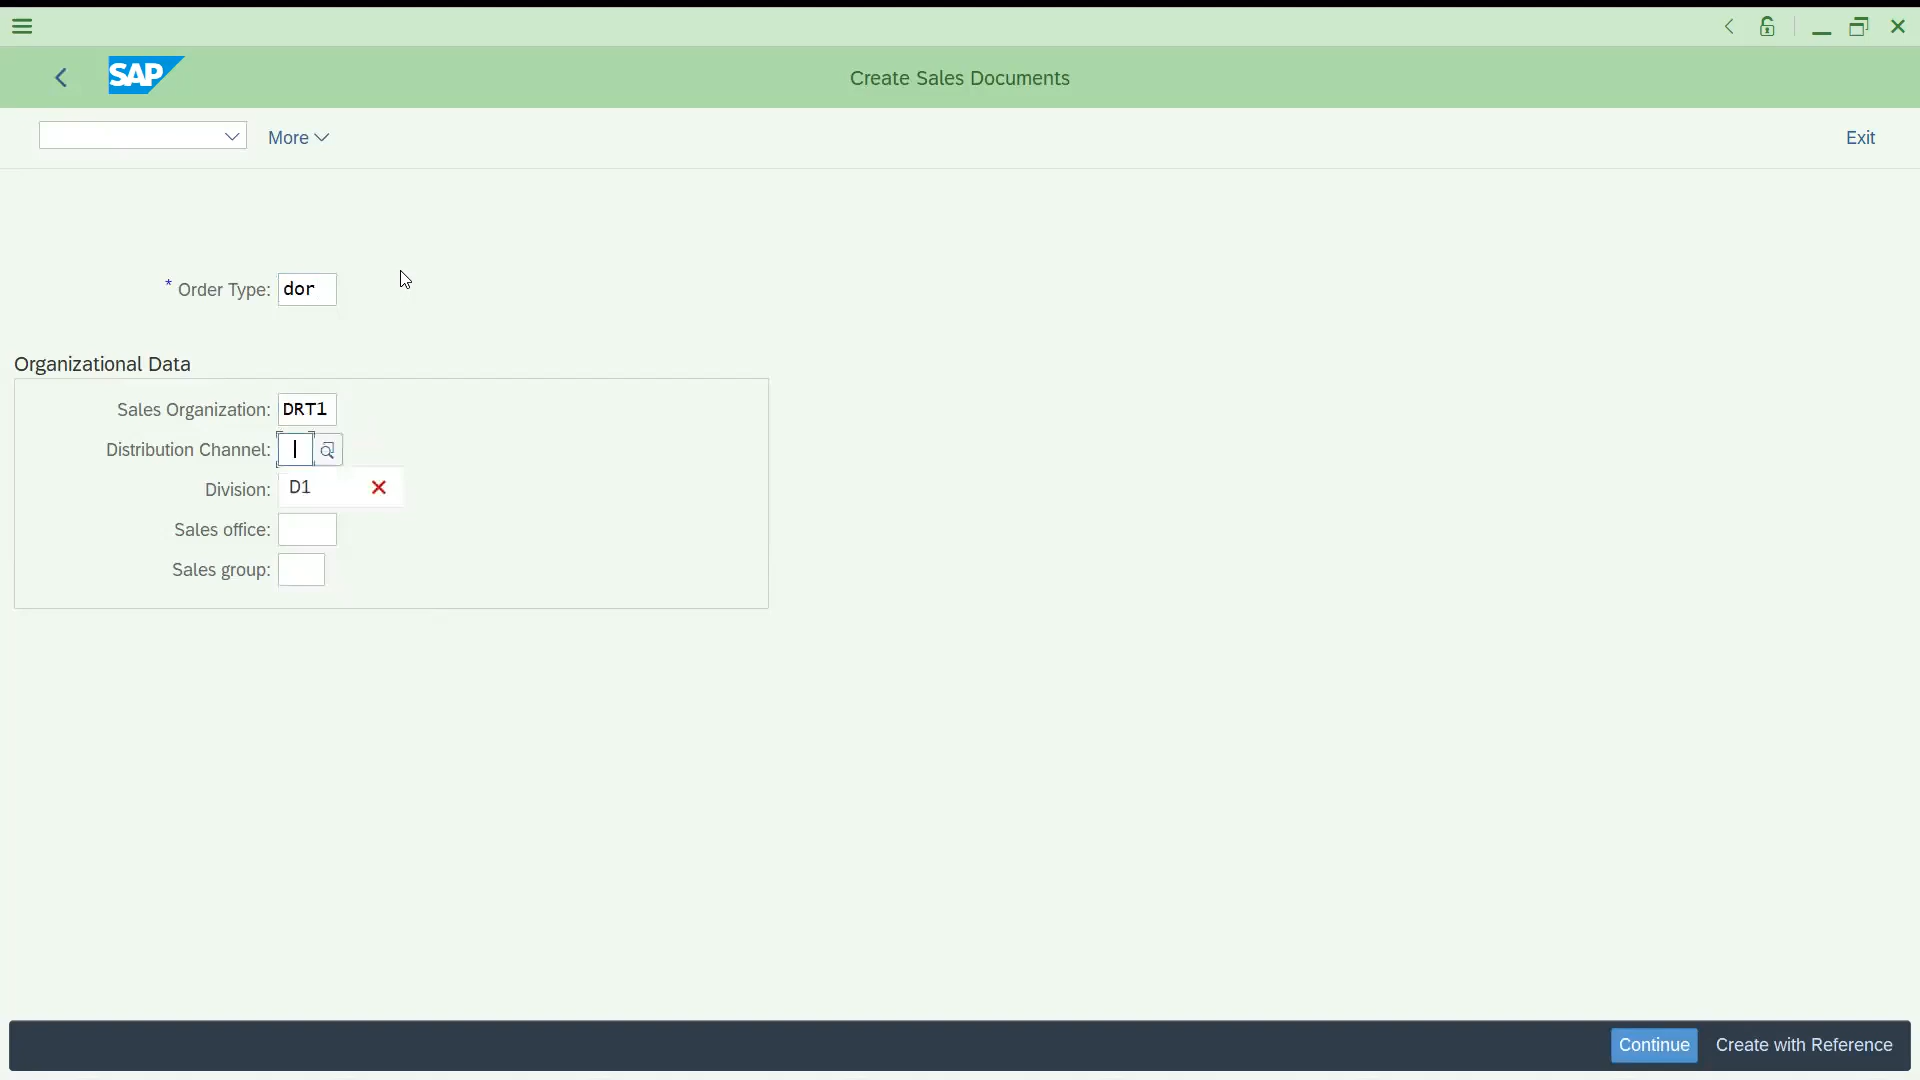 SAP
Create Sales Documents
More
Exit
* Order Type: dor
Organizational Data
Sales Organization: DRT1
Distribution Channel:
Division: D1
Sales office:
Sales group:
Continue Create with Reference